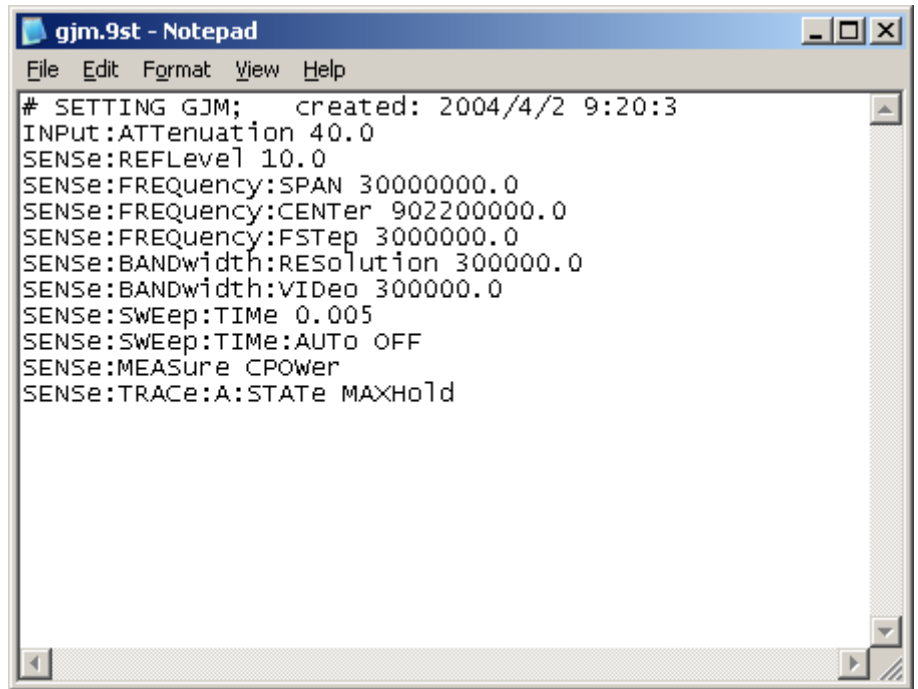 gjm.9st - Notepad
File Edit Format View Help
# SETTING GJM;   created: 2004/4/2 9:20:3
INPut:ATTenuation 40.0
SENSe:REFLevel 10.0
SENSe:FREQuency:SPAN 30000000.0
SENSe:FREQuency:CENTer 902200000.0
SENSe:FREQuency:FSTep 3000000.0
SENSe:BANDwidth:RESolution 300000.0
SENSe:BANDwidth:VIDeo 300000.0
SENSe:SWEep:TIMe 0.005
SENSe:SWEep:TIMe:AUTo OFF
SENSe:MEASure CPOWer
SENSe:TRACe:A:STATe MAXHold